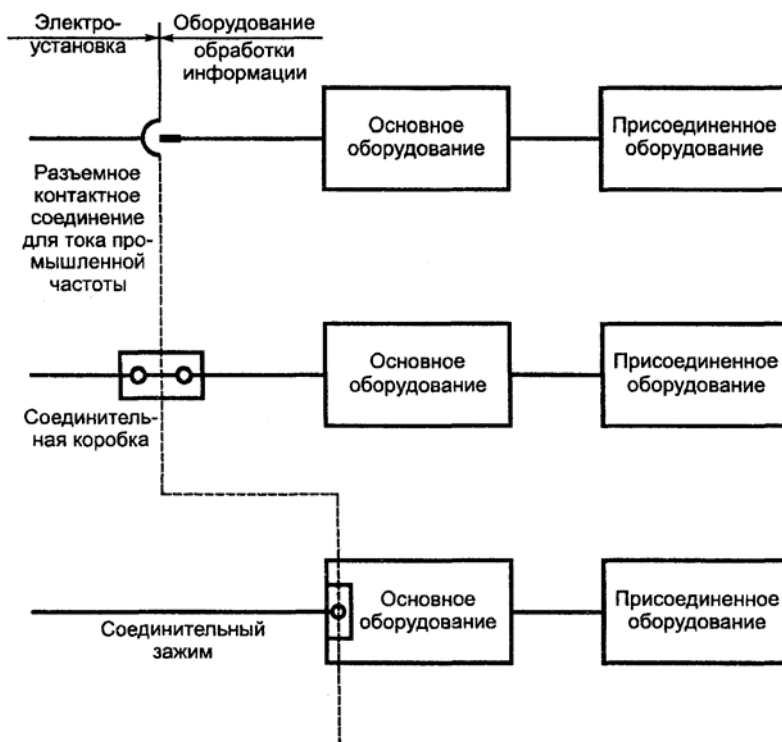 Электро-
установка
Оборудование
обработки
информации
Основное
оборудование
Присоединенное
оборудование
Разъемное
контактное
соединение
для тока про-
мышленной
частоты
Основное
оборудование
Присоединенное
оборудование
Соединитель-
ная коробка
Основное
оборудование
Присоединенное
оборудование
Соединительный
зажим